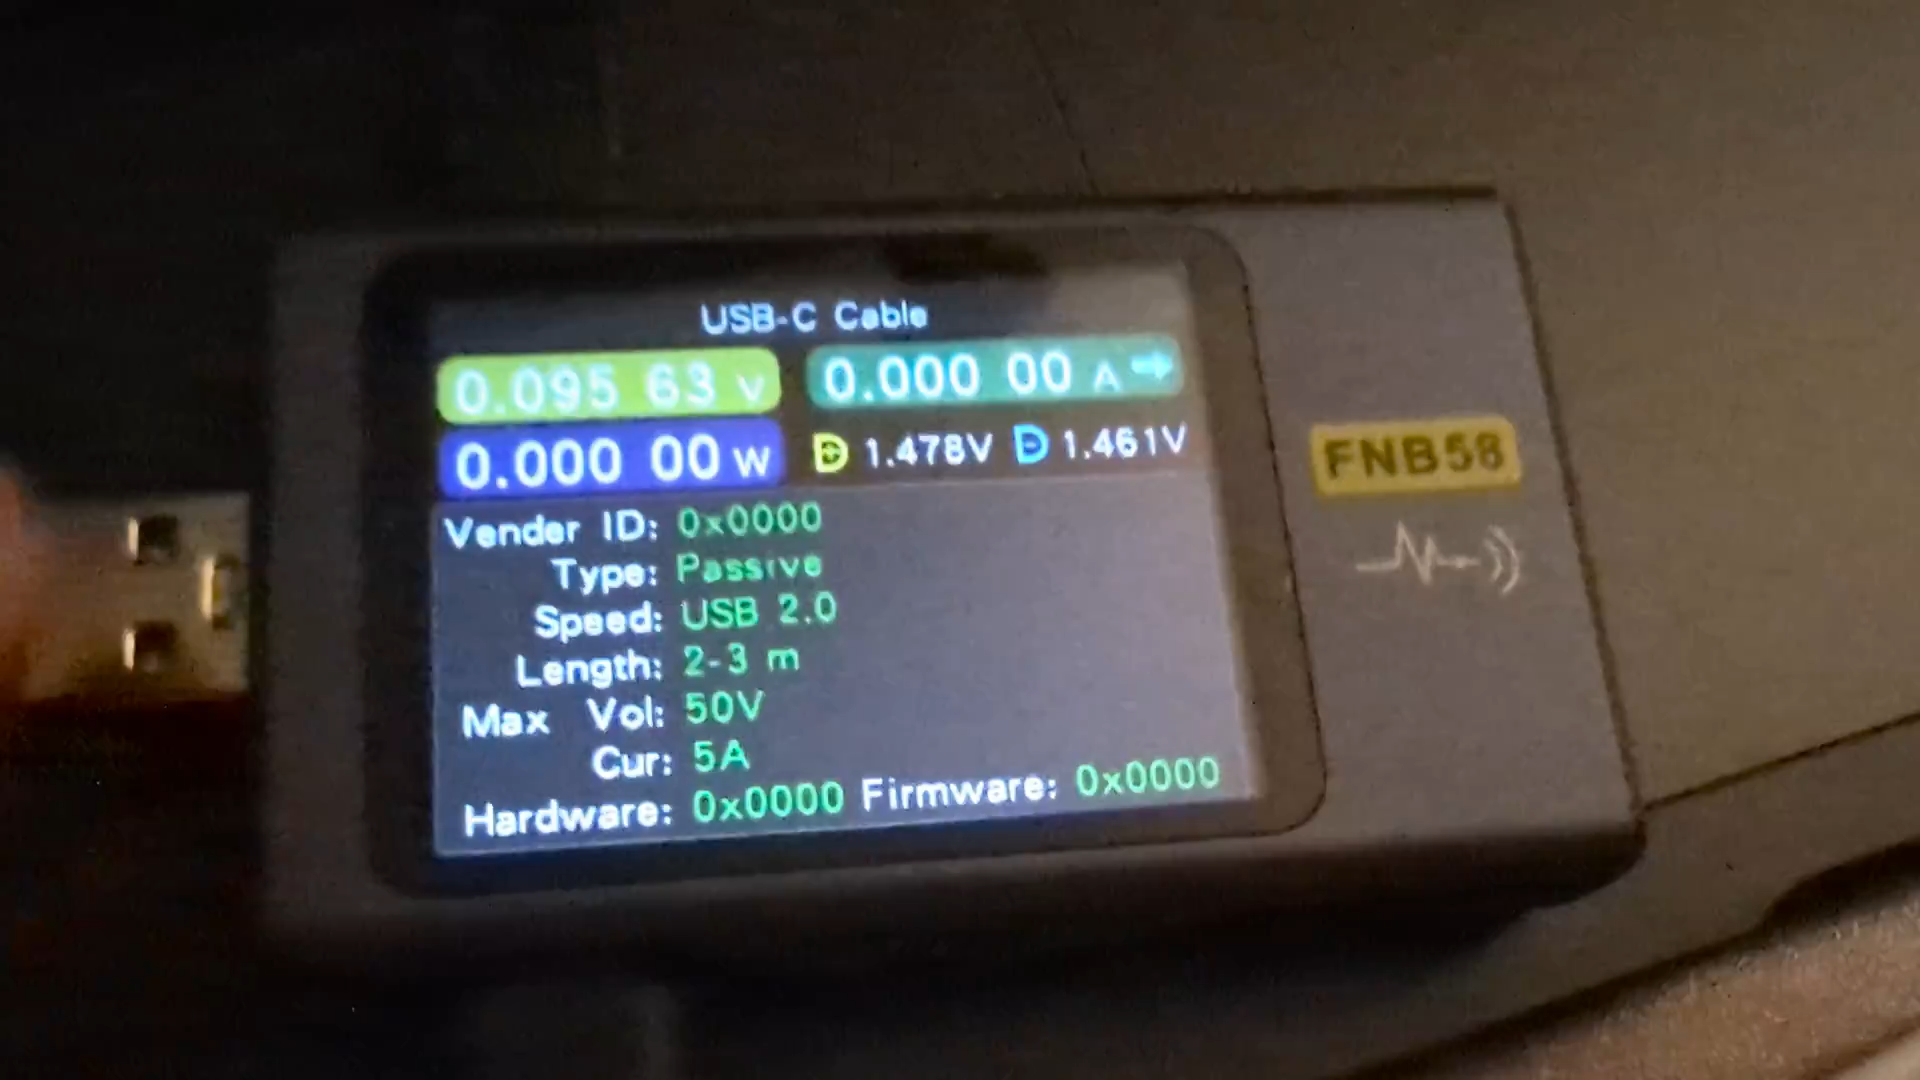 USB-C Cable
0.095 63 V 0.000 00 A
0.000 00 W D+ 1.478V D- 1.461V
Vender ID: 0x0000
Type: Passive
Speed: USB 2.0
Length: 2-3 m
Max Vol: 50V
Cur: 5A
Hardware: 0x0000 Firmware: 0x0000
FNB58